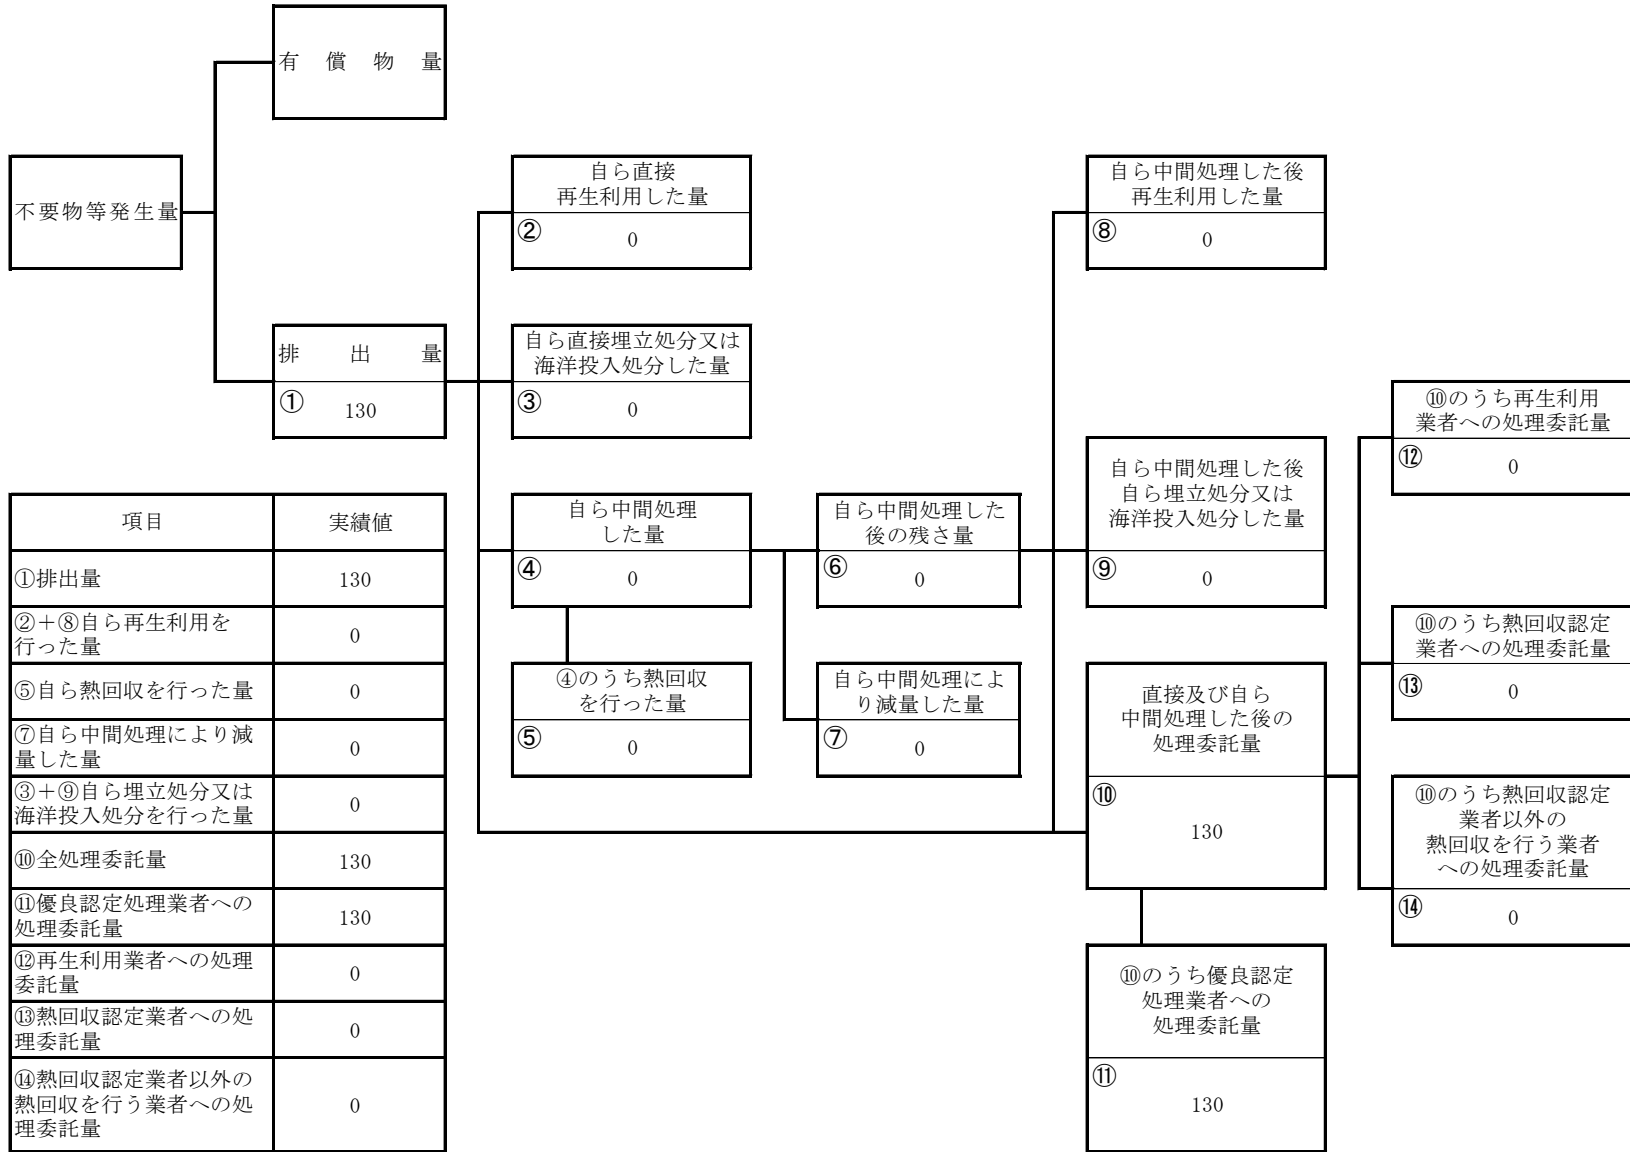 有償物量
不要物等発生量
排出量
①
130
自ら直接
再生利用した量
②
0
自ら直接埋立処分又は
海洋投入処分した量
③
0
自ら中間処理
した量
④
0
④のうち熱回収
を行った量
⑤
0
自ら中間処理した
後の残さ量
⑥
0
自ら中間処理によ
り減量した量
⑦
0
自ら中間処理した後
再生利用した量
⑧
0
自ら中間処理した後
自ら埋立処分又は
海洋投入処分した量
⑨
0
直接及び自ら
中間処理した後の
処理委託量
⑩
130
⑩のうち優良認定
処理業者への
処理委託量
⑪
130
⑩のうち再生利用
業者への処理委託量
⑫
0
⑩のうち熱回収認定
業者への処理委託量
⑬
0
⑩のうち熱回収認定
業者以外の
熱回収を行う業者
への処理委託量
⑭
0
項目 実績値
①排出量 130
②＋⑧自ら再生利用を
行った量
0
⑤自ら熱回収を行った量 0
⑦自ら中間処理により減
量した量
0
③＋⑨自ら埋立処分又は
海洋投入処分を行った量
0
⑩全処理委託量 130
⑪優良認定処理業者への
処理委託量
130
⑫再生利用業者への処理
委託量
0
⑬熱回収認定業者への処
理委託量
0
⑭熱回収認定業者以外の
熱回収を行う業者への処
理委託量
0